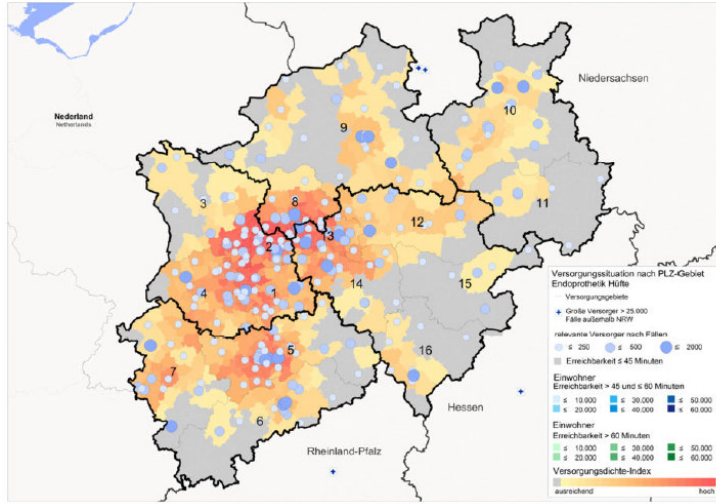 Niedersachsen
Nederland
Netherlands
10
9
3
11
8
12
13
2
14
15
4
1
5
16
7
6
Hessen
Rheinland-Pfalz
Versorgungssituation nach PLZ-Gebiet
Endoprothetik Hüfte
Versorgungsgebiete
Große Versorger > 25.000
Fälle außerhalb NRW
relevante Versorger nach Fällen
≤ 250 ≤ 500 ≤ 2000
Erreichbarkeit ≤ 45 Minuten
Einwohner
Erreichbarkeit > 45 und ≤ 60 Minuten
≤ 10.000 ≤ 30.000 ≤ 50.000
≤ 20.000 ≤ 40.000 ≤ 60.000
Einwohner
Erreichbarkeit > 60 Minuten
≤ 10.000 ≤ 30.000 ≤ 50.000
≤ 20.000 ≤ 40.000 ≤ 60.000
Versorgungsdichte-Index
ausreichend hoch